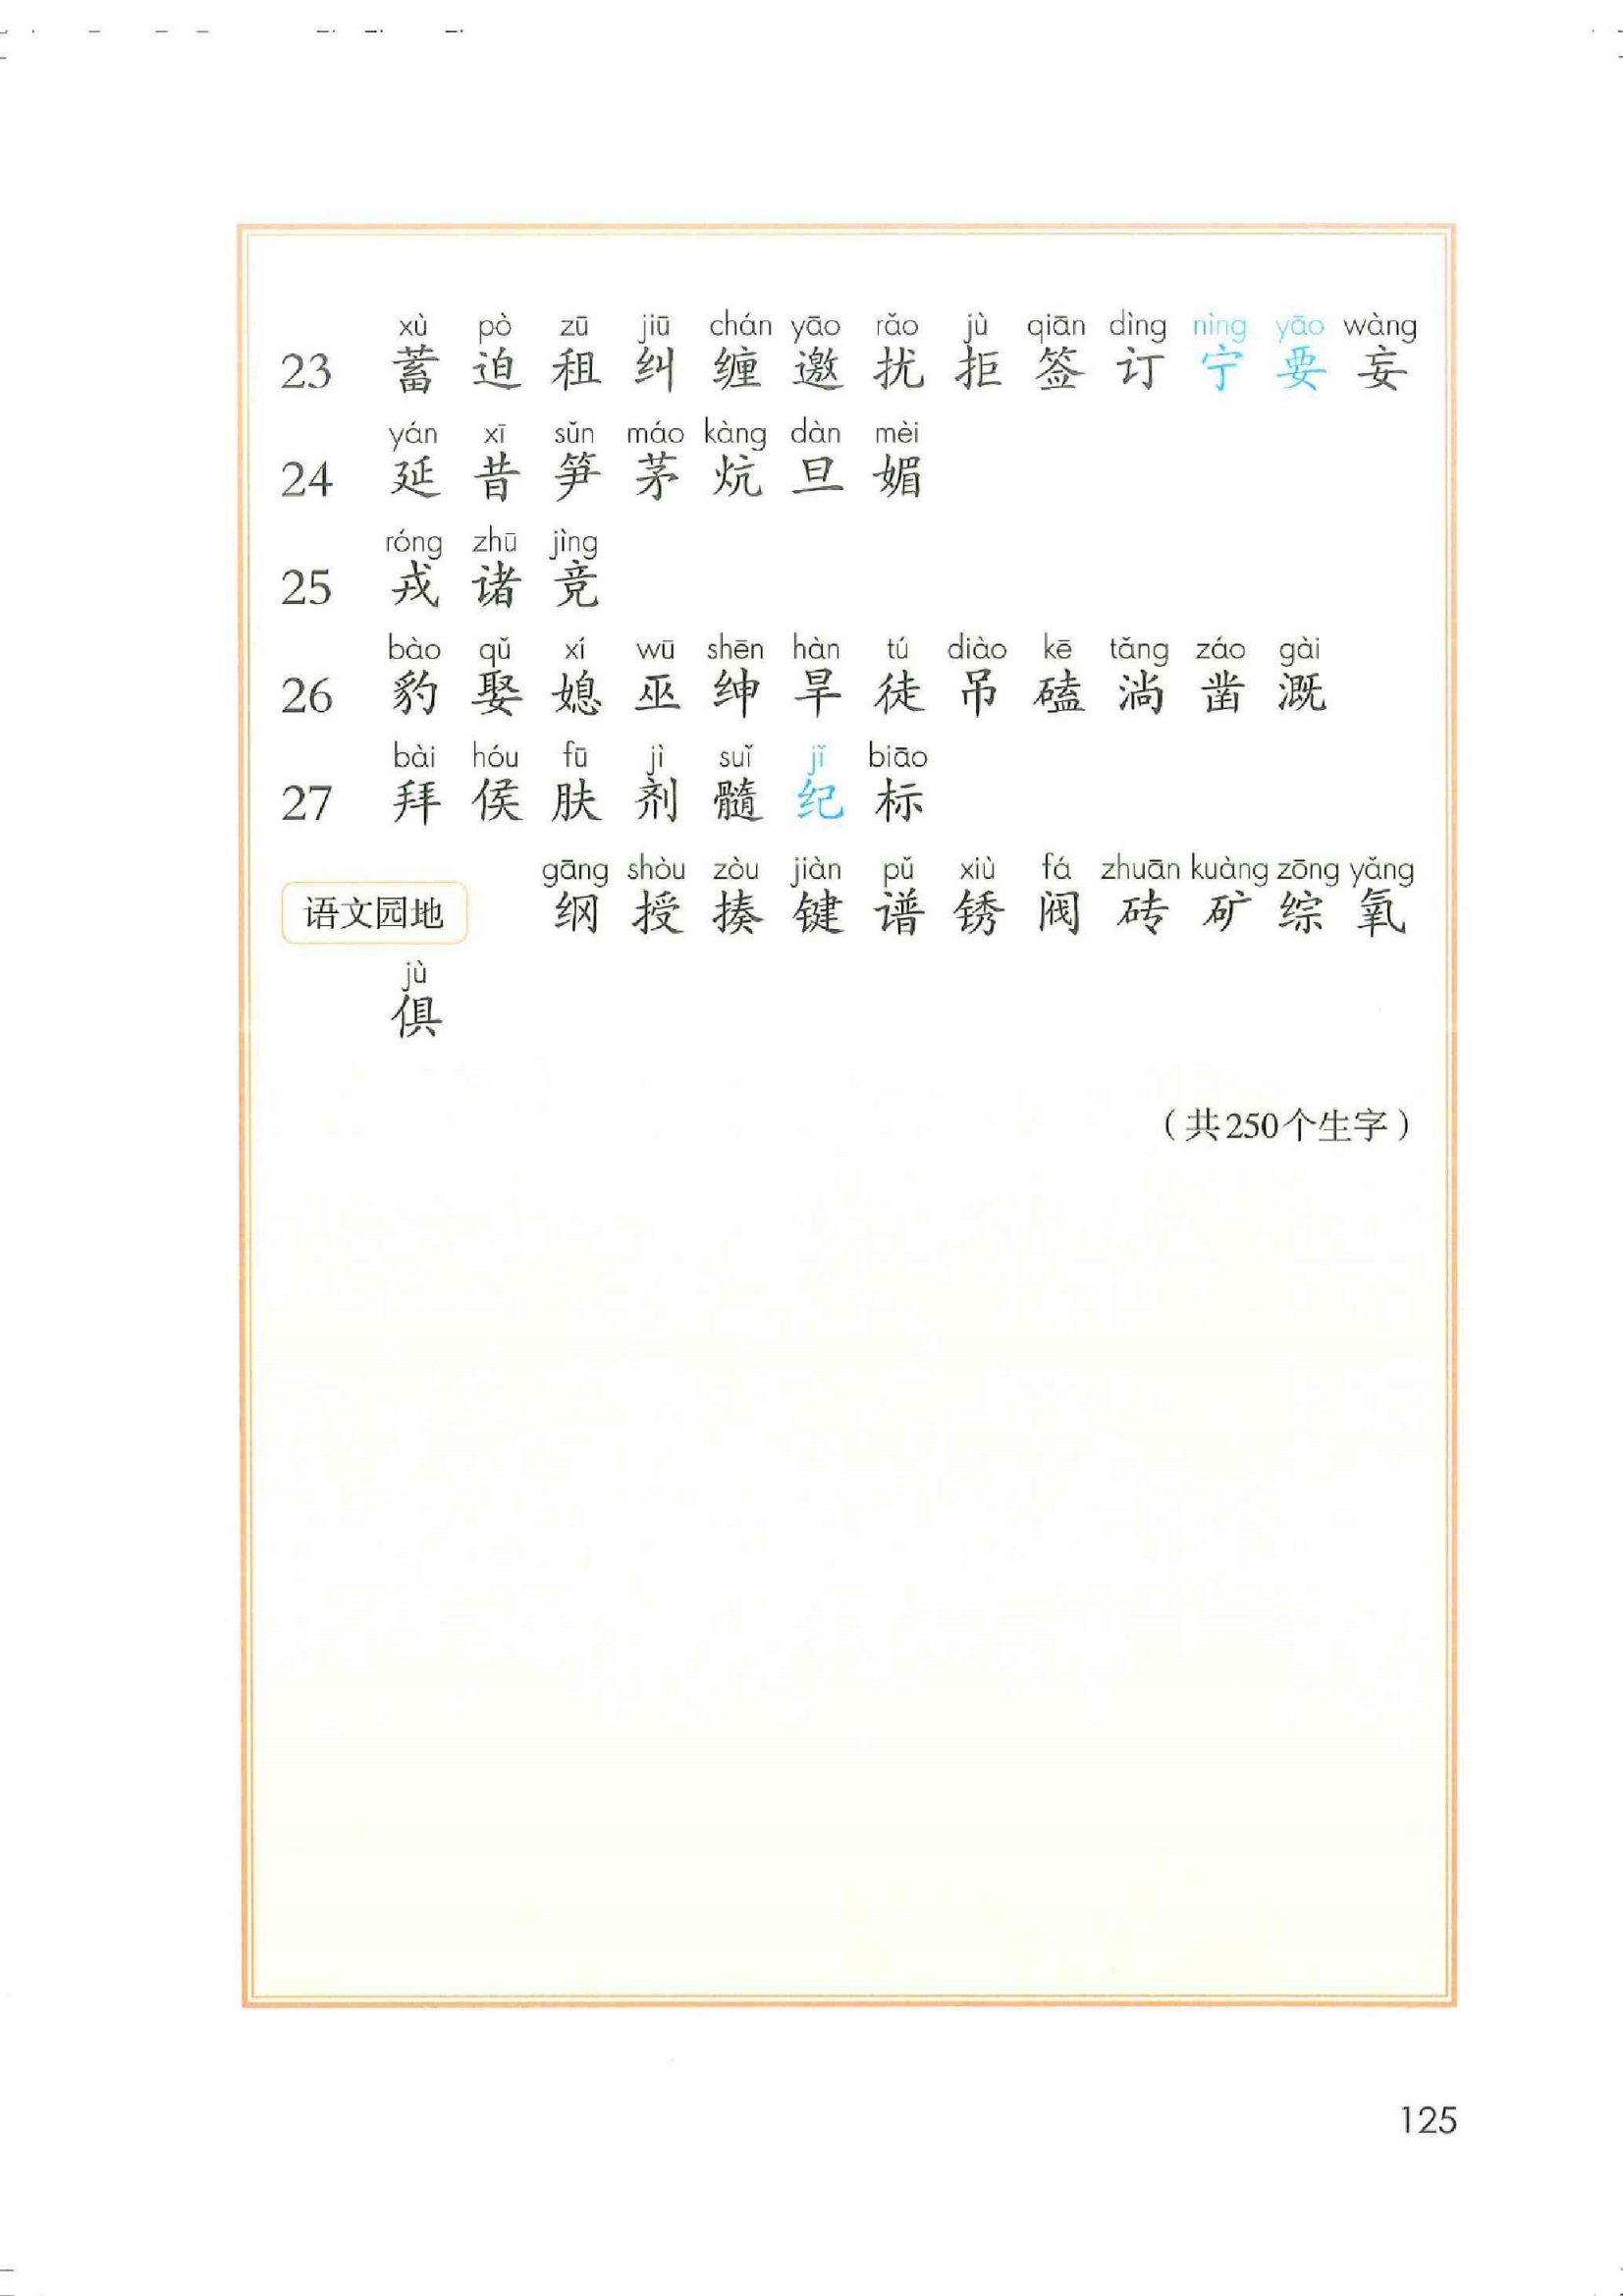 xù pò zū jiū chán yāo rǎo jù qiān dìng nìng yāo wàng
23 蓄 迫 租 纠 缠 邀 扰 拒 签 订 宁 要 妄
yán xī sǔn máo kàng dàn mèi
24 延 昔 笋 茅 炕 旦 媚
róng zhū jìng
25 戎 诸 竞
bào qǔ xí wū shēn hàn tú diào kē tǎng záo gài
26 豹 娶 媳 巫 绅 旱 徒 吊 磕 淌 凿 溉
bài hóu fū jì suǐ jǐ biāo
27 拜 侯 肤 剂 髓 纪 标
gāng shòu zòu jiàn pǔ xiù fá zhuān kuàng zōng yǎng
语文园地 纲 授 揍 键 谱 锈 阀 砖 矿 综 氧
jù
俱
（共250个生字）
125